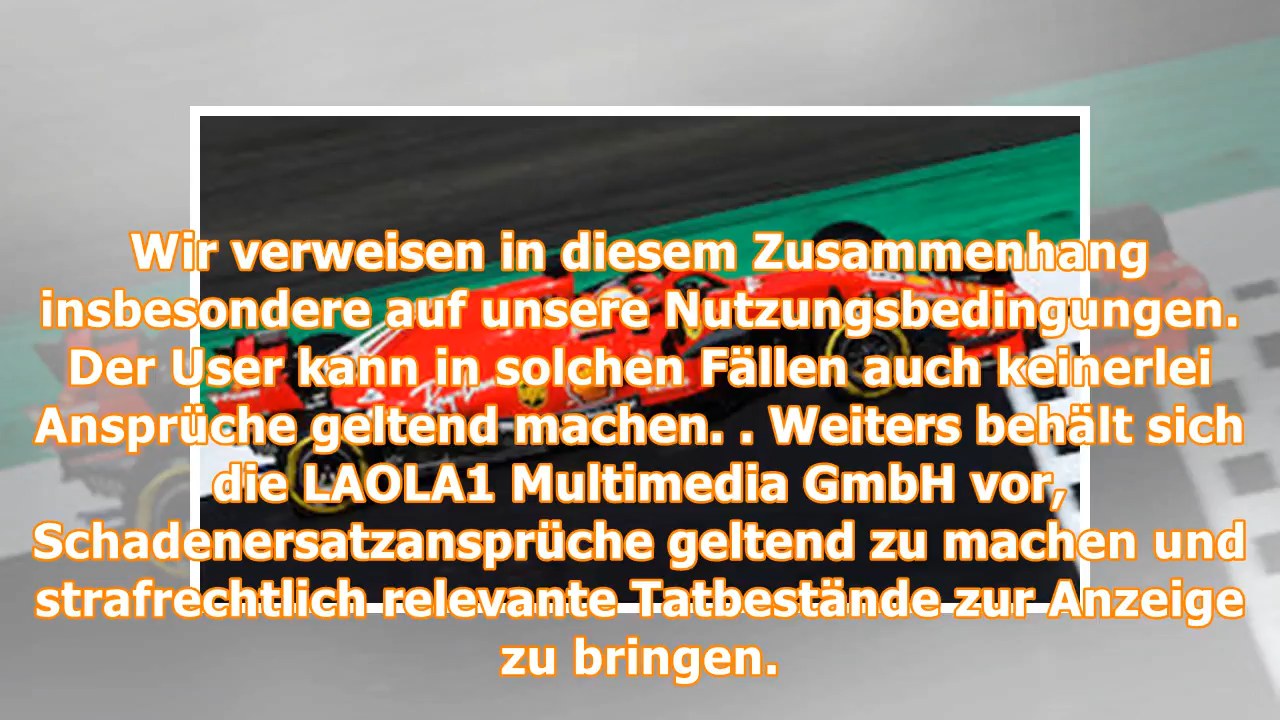 Wir verweisen in diesem Zusammenhang
insbesondere auf unsere Nutzungsbedingungen.
Der User kann in solchen Fällen auch keinerlei
Ansprüche geltend machen. . Weiters behält sich
die LAOLA1 Multimedia GmbH vor,
Schadenersatzansprüche geltend zu machen und
strafrechtlich relevante Tatbestände zur Anzeige
zu bringen.